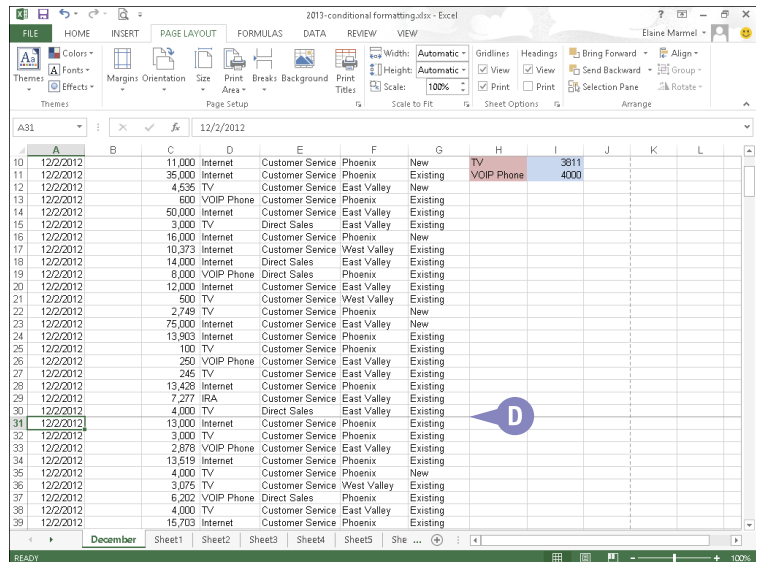 2013-conditional formatting.xlsx - Excel
FILE HOME INSERT PAGE LAYOUT FORMULAS DATA REVIEW VIEW Elaine Marmel
Themes Colors Fonts Effects Margins Orientation Size Print Area Breaks Background Print Titles Width: Automatic Height: Automatic Scale: 100% Gridlines View Print Headings View Print Bring Forward Send Backward Selection Pane Align Group Rotate
Themes Page Setup Scale to Fit Sheet Options Arrange
A31 fx 12/2/2012
A B C D E F G H I J K L
10 12/2/2012 11,000 Internet Customer Service Phoenix New TV 3811
11 12/2/2012 35,000 Internet Customer Service Phoenix Existing VOIP Phone 4000
12 12/2/2012 4,535 TV Customer Service East Valley New
13 12/2/2012 600 VOIP Phone Customer Service Phoenix Existing
14 12/2/2012 50,000 Internet Customer Service East Valley Existing
15 12/2/2012 3,000 TV Direct Sales East Valley Existing
16 12/2/2012 16,000 Internet Customer Service Phoenix New
17 12/2/2012 10,373 Internet Customer Service West Valley Existing
18 12/2/2012 14,000 Internet Direct Sales East Valley Existing
19 12/2/2012 8,000 VOIP Phone Direct Sales Phoenix Existing
20 12/2/2012 12,000 Internet Customer Service East Valley Existing
21 12/2/2012 500 TV Customer Service West Valley Existing
22 12/2/2012 2,749 TV Customer Service Phoenix New
23 12/2/2012 75,000 Internet Customer Service East Valley New
24 12/2/2012 13,903 Internet Customer Service Phoenix Existing
25 12/2/2012 100 TV Customer Service Phoenix Existing
26 12/2/2012 250 VOIP Phone Customer Service East Valley Existing
27 12/2/2012 245 TV Customer Service East Valley Existing
28 12/2/2012 13,428 Internet Customer Service Phoenix Existing
29 12/2/2012 7,277 IRA Customer Service East Valley Existing
30 12/2/2012 4,000 TV Direct Sales East Valley Existing
31 12/2/2012 13,000 Internet Customer Service Phoenix Existing D
32 12/2/2012 3,000 TV Customer Service Phoenix Existing
33 12/2/2012 2,878 VOIP Phone Customer Service East Valley Existing
34 12/2/2012 13,519 Internet Customer Service Phoenix Existing
35 12/2/2012 4,000 TV Customer Service Phoenix New
36 12/2/2012 3,075 TV Customer Service West Valley Existing
37 12/2/2012 6,202 VOIP Phone Direct Sales Phoenix Existing
38 12/2/2012 4,000 TV Customer Service East Valley Existing
39 12/2/2012 15,703 Internet Customer Service Phoenix Existing
December Sheet1 Sheet2 Sheet3 Sheet4 Sheet5 She ...
READY 100%